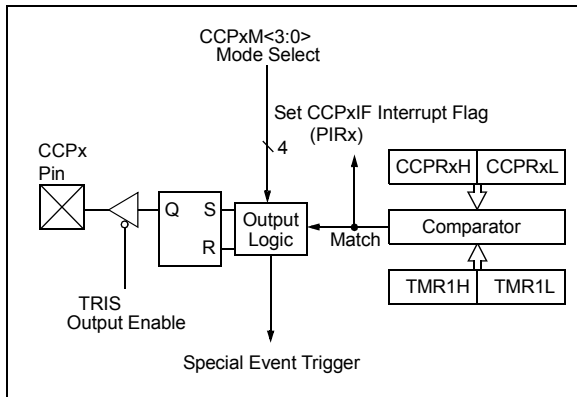 CCPxM<3:0>
Mode Select
Set CCPxIF Interrupt Flag
(PIRx)
4
CCPx
Pin
CCPRxH CCPRxL
Q S
R
Output
Logic
Comparator
Match
TMR1H TMR1L
TRIS
Output Enable
Special Event Trigger